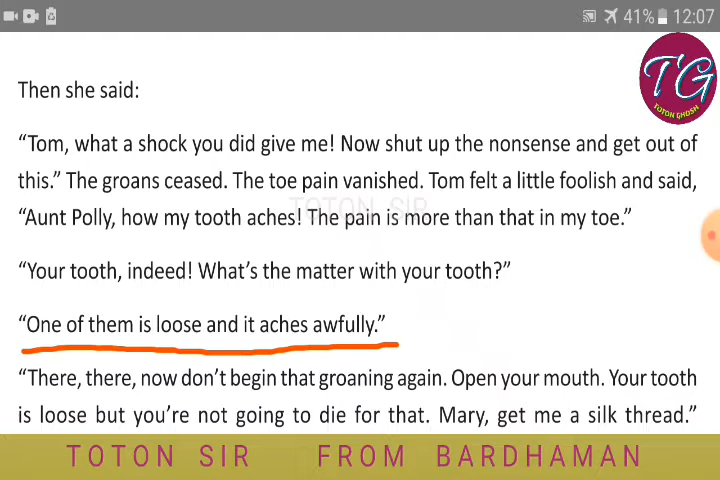 41% 12:07
T'G
TOTON GHOSH
Then she said:
“Tom, what a shock you did give me! Now shut up the nonsense and get out of
this.” The groans ceased. The toe pain vanished. Tom felt a little foolish and said,
TOTON SIR
“Aunt Polly, how my tooth aches! The pain is more than that in my toe.”
“Your tooth, indeed! What’s the matter with your tooth?”
“One of them is loose and it aches awfully.”
“There, there, now don’t begin that groaning again. Open your mouth. Your tooth
is loose but you’re not going to die for that. Mary, get me a silk thread.”
TOTON SIR FROM BARDHAMAN